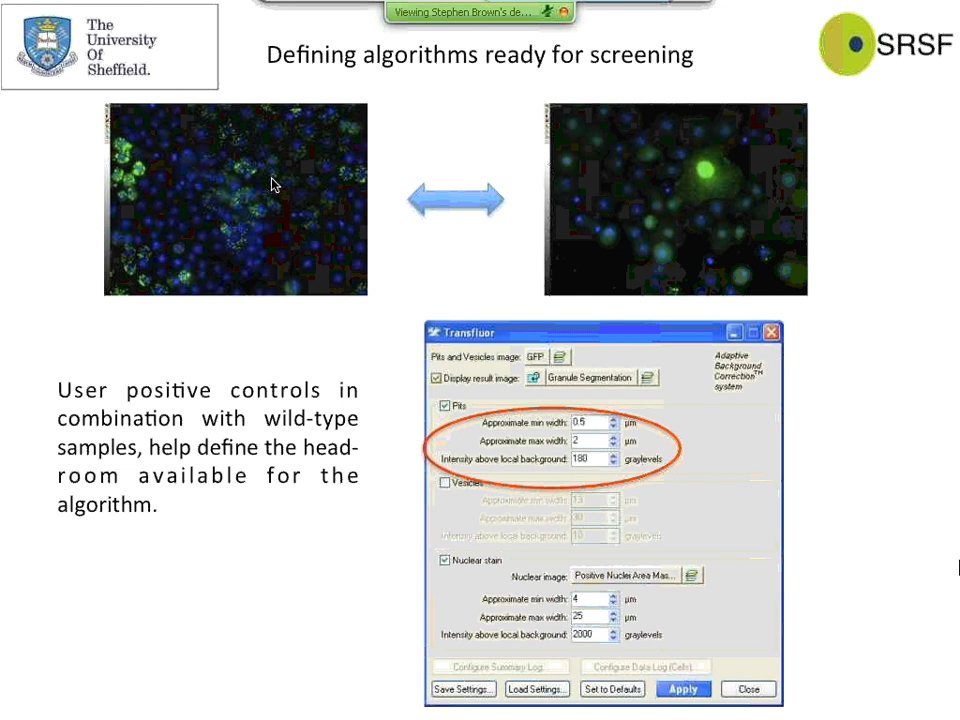 Viewing Stephen Brown's de...
The
University
Of
Sheffield.
Defining algorithms ready for screening
SRSF
User positive controls in
combination with wild-type
samples, help define the head-
room available for the
algorithm.
Transfluor
Pits and Vesicles image: GFP
Display result image: Granule Segmentation
Adaptive
Background
Correction™
system
Pits
Approximate min width: 0.5 µm
Approximate max width: 2 µm
Intensity above local background: 180 graylevels
Vesicles
Approximate min width: 13 µm
Approximate max width: 30 µm
Intensity above local background: 10 graylevels
Nuclear stain
Nuclear image: Positive Nuclei Area Mas...
Approximate min width: 4 µm
Approximate max width: 25 µm
Intensity above local background: 2000 graylevels
Configure Summary Log... Configure Data Log (Cells)...
Save Settings... Load Settings... Set to Defaults Apply Close